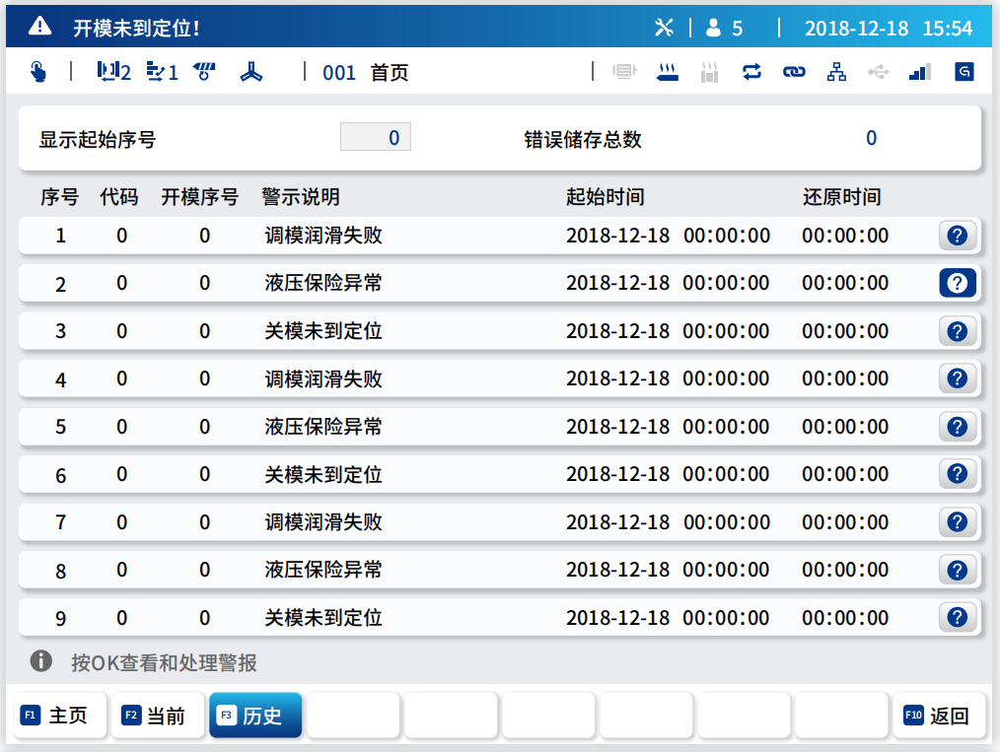 开模未到定位! 5 2018-12-18 15:54
2 1 001 首页
显示起始序号 0 错误储存总数 0
序号 代码 开模序号 警示说明 起始时间 还原时间
1 0 0 调模润滑失败 2018-12-18 00:00:00 00:00:00 ?
2 0 0 液压保险异常 2018-12-18 00:00:00 00:00:00 ?
3 0 0 关模未到定位 2018-12-18 00:00:00 00:00:00 ?
4 0 0 调模润滑失败 2018-12-18 00:00:00 00:00:00 ?
5 0 0 液压保险异常 2018-12-18 00:00:00 00:00:00 ?
6 0 0 关模未到定位 2018-12-18 00:00:00 00:00:00 ?
7 0 0 调模润滑失败 2018-12-18 00:00:00 00:00:00 ?
8 0 0 液压保险异常 2018-12-18 00:00:00 00:00:00 ?
9 0 0 关模未到定位 2018-12-18 00:00:00 00:00:00 ?
按OK查看和处理警报
F1 主页 F2 当前 F3 历史 F10 返回